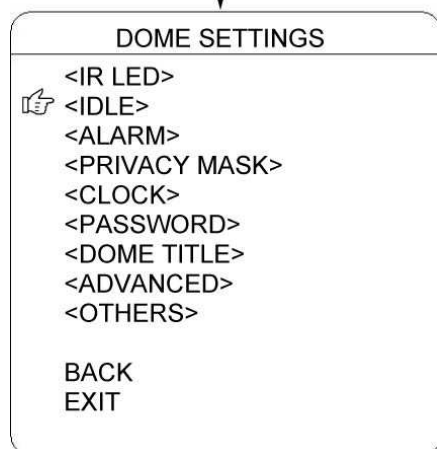 DOME SETTINGS
<IR LED>
<IDLE>
<ALARM>
<PRIVACY MASK>
<CLOCK>
<PASSWORD>
<DOME TITLE>
<ADVANCED>
<OTHERS>
BACK
EXIT